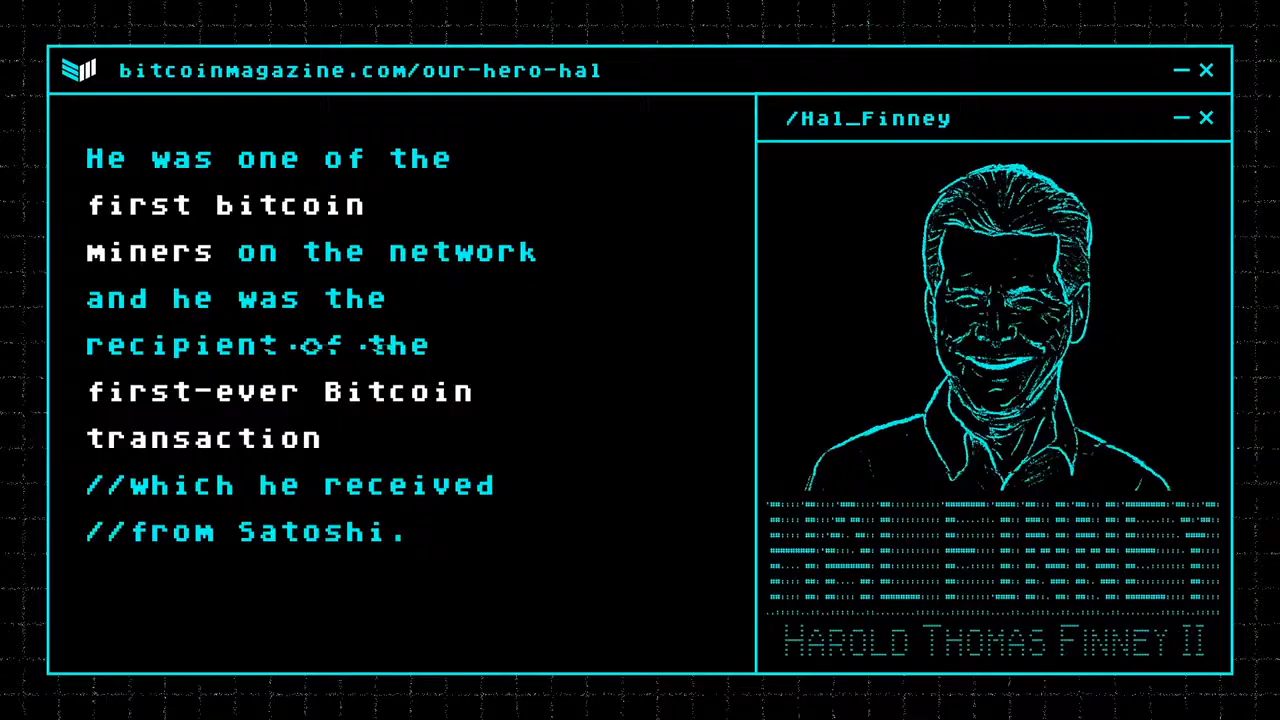 bitcoinmagazine.com/our-hero-hal
/Hal_Finney
He was one of the
first bitcoin
miners on the network
and he was the
recipient of the
first-ever Bitcoin
transaction
//which he received
//from Satoshi.
HAROLD THOMAS FINNEY II